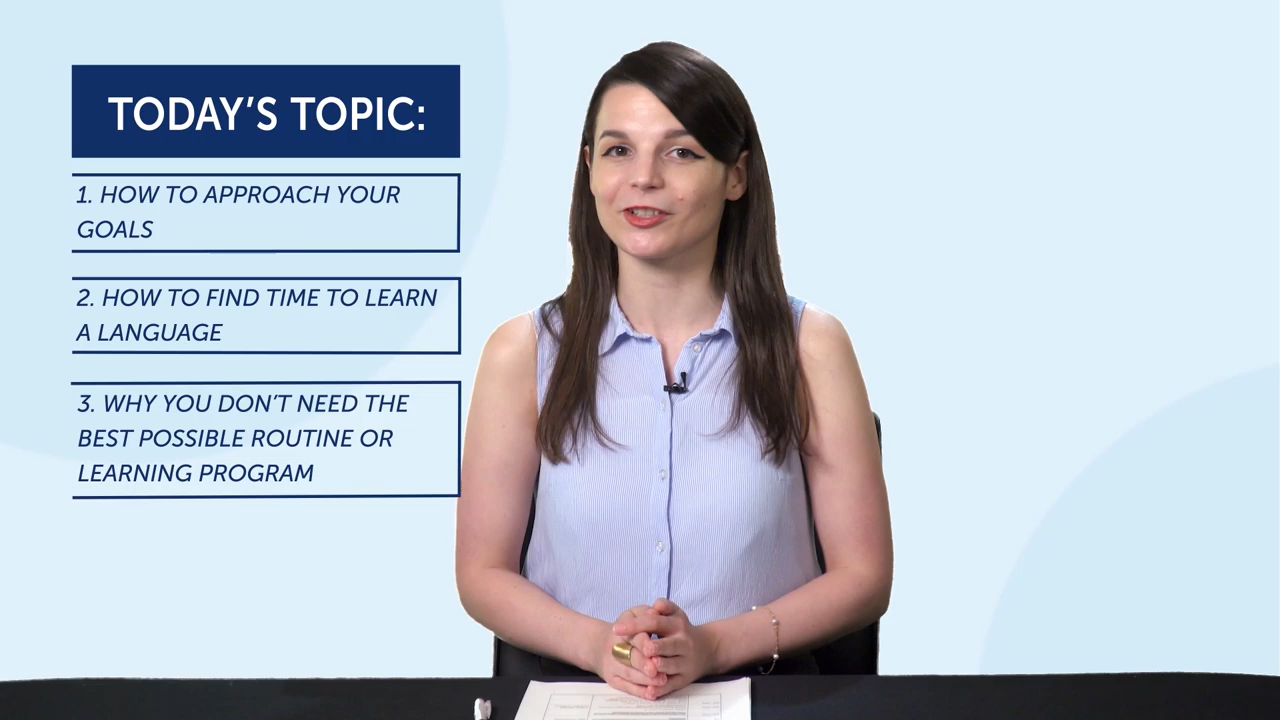 TODAY'S TOPIC:
1. HOW TO APPROACH YOUR
GOALS
2. HOW TO FIND TIME TO LEARN
A LANGUAGE
3. WHY YOU DON'T NEED THE
BEST POSSIBLE ROUTINE OR
LEARNING PROGRAM